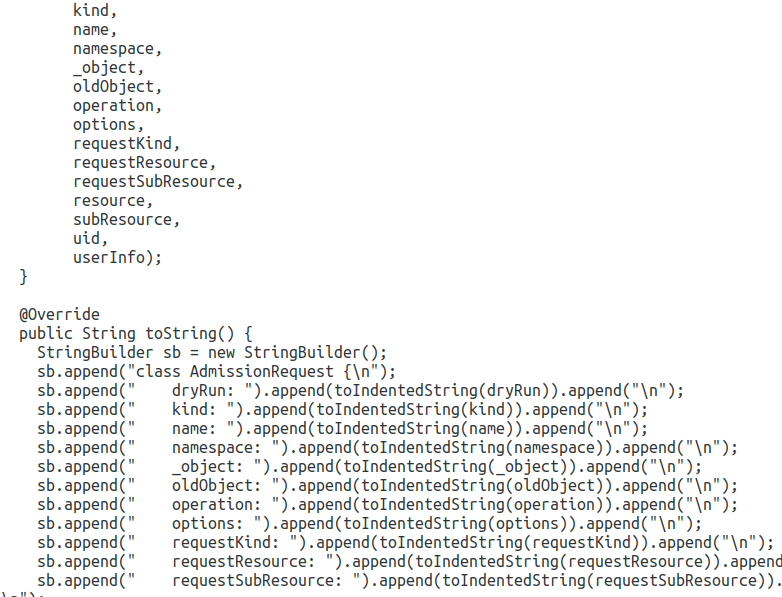 kind,
name,
namespace,
_object,
oldObject,
operation,
options,
requestKind,
requestResource,
requestSubResource,
resource,
subResource,
uid,
userInfo);
}
@Override
public String toString() {
StringBuilder sb = new StringBuilder();
sb.append("class AdmissionRequest {\n");
sb.append("    dryRun: ").append(toIndentedString(dryRun)).append("\n");
sb.append("    kind: ").append(toIndentedString(kind)).append("\n");
sb.append("    name: ").append(toIndentedString(name)).append("\n");
sb.append("    namespace: ").append(toIndentedString(namespace)).append("\n");
sb.append("    _object: ").append(toIndentedString(_object)).append("\n");
sb.append("    oldObject: ").append(toIndentedString(oldObject)).append("\n");
sb.append("    operation: ").append(toIndentedString(operation)).append("\n");
sb.append("    options: ").append(toIndentedString(options)).append("\n");
sb.append("    requestKind: ").append(toIndentedString(requestKind)).append("\n");
sb.append("    requestResource: ").append(toIndentedString(requestResource)).append
sb.append("    requestSubResource: ").append(toIndentedString(requestSubResource)).